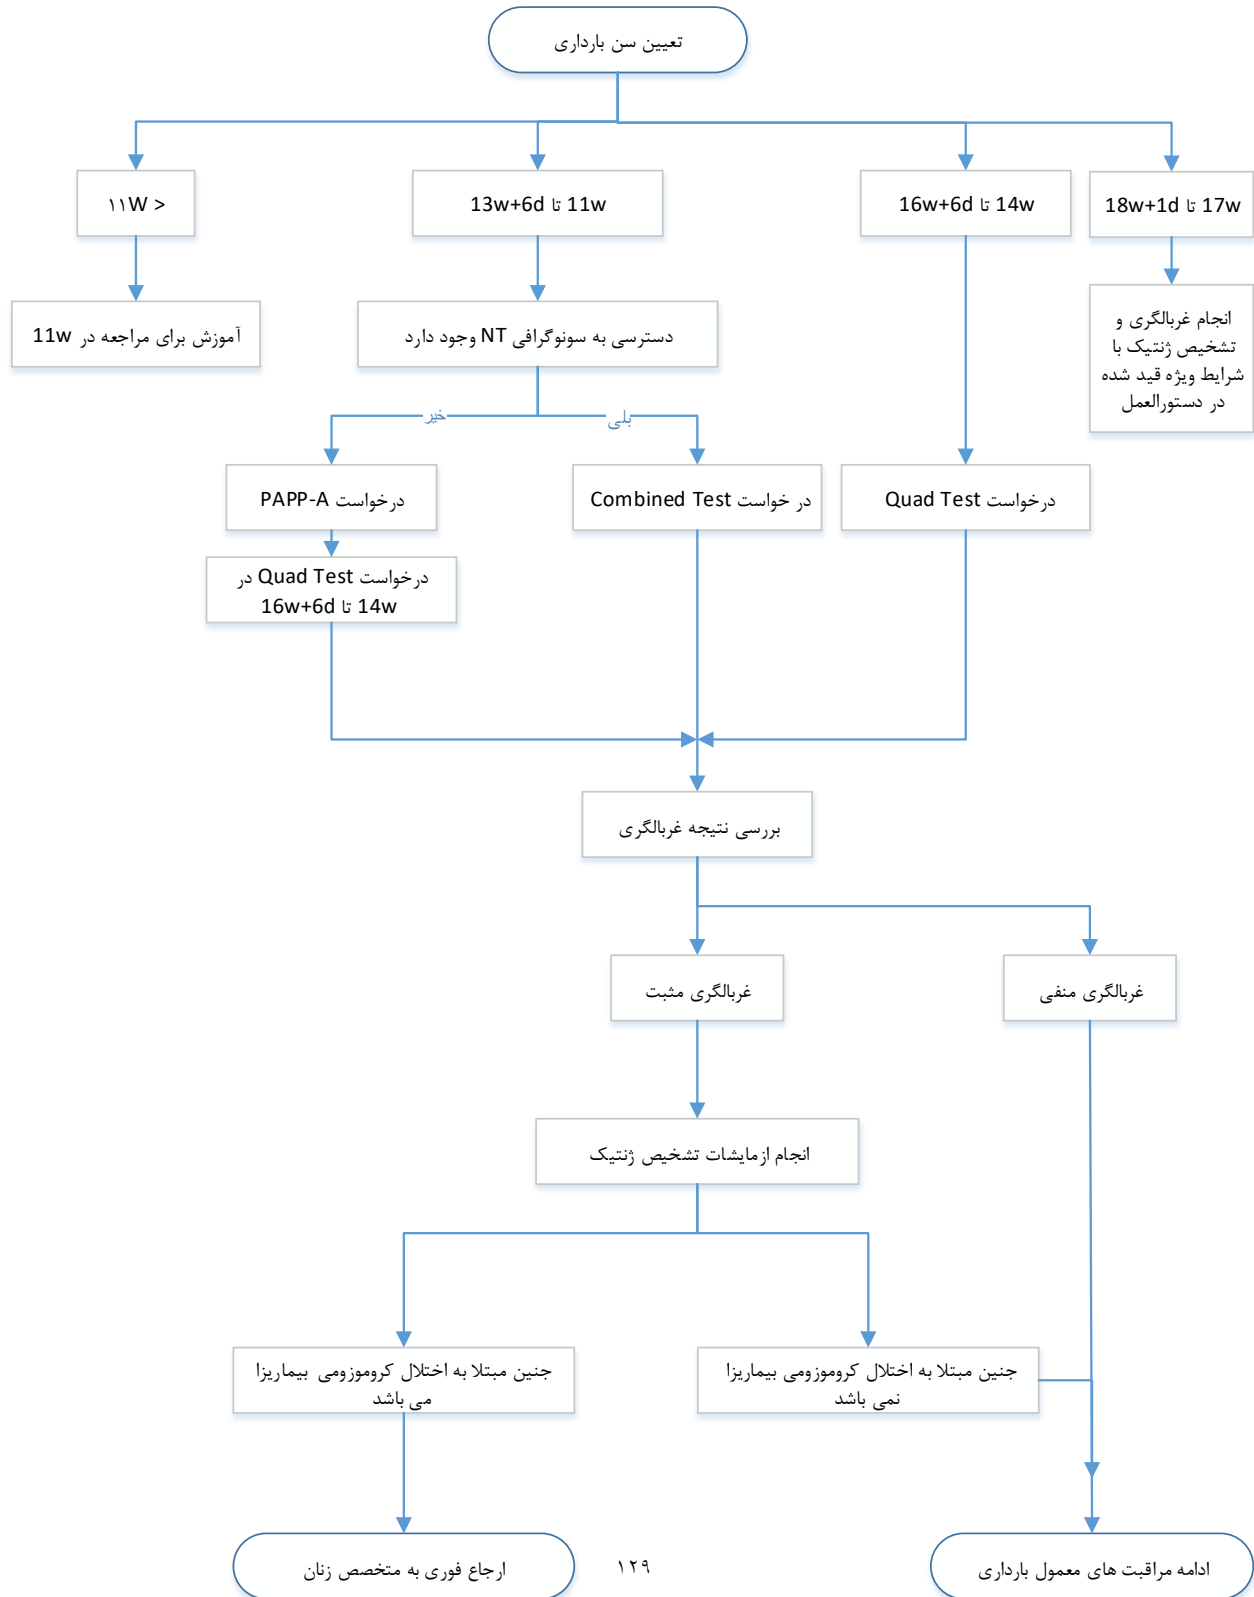 تعیین سن بارداری
۱۱W >
11w تا 13w+6d
14w تا 16w+6d
17w تا 18w+1d
آموزش برای مراجعه در 11w
دسترسی به سونوگرافی NT وجود دارد
انجام غربالگری و
تشخیص ژنتیک با
شرایط ویژه قید شده
در دستورالعمل
خیر
بلی
درخواست PAPP-A
در خواست Combined Test
درخواست Quad Test
درخواست Quad Test در
14w تا 16w+6d
بررسی نتیجه غربالگری
غربالگری مثبت
غربالگری منفی
انجام ازمایشات تشخیص ژنتیک
جنین مبتلا به اختلال کروموزومی بیماریزا
می باشد
جنین مبتلا به اختلال کروموزومی بیماریزا
نمی باشد
ارجاع فوری به متخصص زنان
۱۲۹
ادامه مراقبت های معمول بارداری